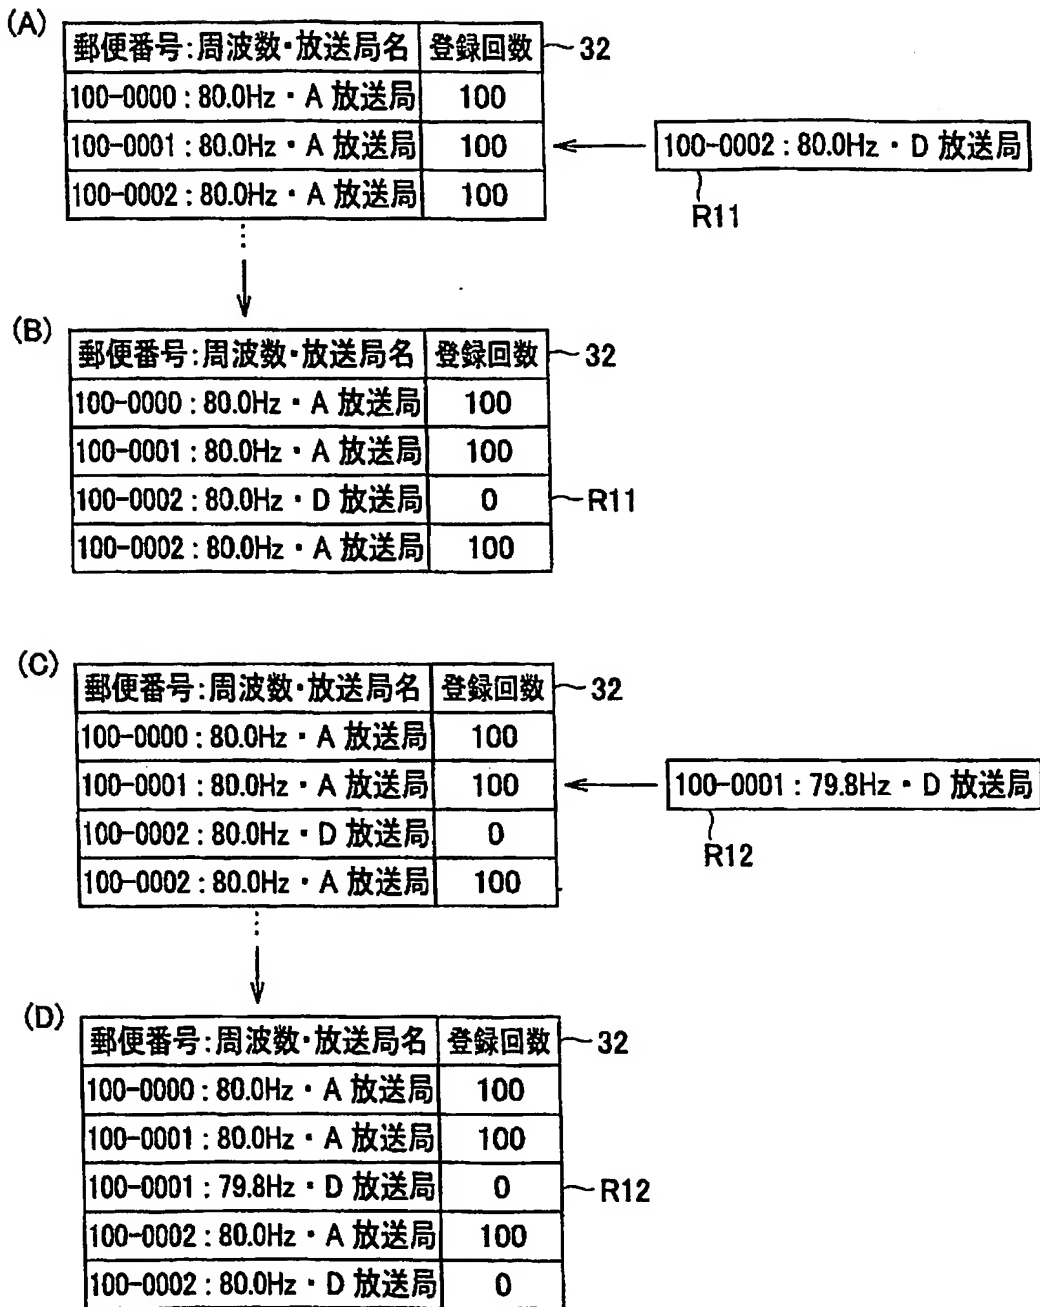 (A)
郵便番号:周波数・放送局名 登録回数 32
100-0000:80.0Hz・A 放送局 100
100-0001:80.0Hz・A 放送局 100
100-0002:80.0Hz・D 放送局
100-0002:80.0Hz・A 放送局 100
R11
(B)
郵便番号:周波数・放送局名 登録回数 32
100-0000:80.0Hz・A 放送局 100
100-0001:80.0Hz・A 放送局 100
100-0002:80.0Hz・D 放送局 0 R11
100-0002:80.0Hz・A 放送局 100
(C)
郵便番号:周波数・放送局名 登録回数 32
100-0000:80.0Hz・A 放送局 100
100-0001:80.0Hz・A 放送局 100
100-0001:79.8Hz・D 放送局
100-0002:80.0Hz・D 放送局 0
R12
100-0002:80.0Hz・A 放送局 100
(D)
郵便番号:周波数・放送局名 登録回数 32
100-0000:80.0Hz・A 放送局 100
100-0001:80.0Hz・A 放送局 100
100-0001:79.8Hz・D 放送局 0 R12
100-0002:80.0Hz・A 放送局 100
100-0002:80.0Hz・D 放送局 0